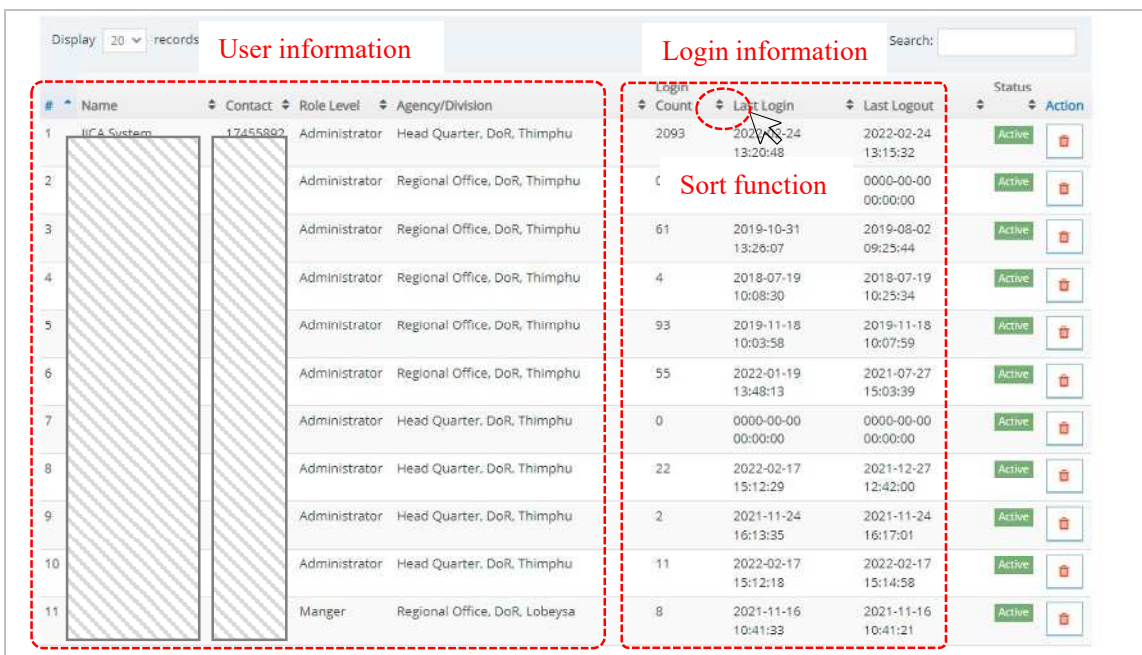 Display 20 records User information Login information Search:
# Name Contact Role Level Agency/Division Login Count Last Login Last Logout Status Action
1 JICA System 17455892 Administrator Head Quarter, DoR, Thimphu 2093 2022-02-24 2022-02-24 Active
13:20:48 13:15:32
2 Administrator Regional Office, DoR, Thimphu Sort function 0000-00-00 Active
00:00:00
3 Administrator Regional Office, DoR, Thimphu 61 2019-10-31 2019-08-02 Active
13:26:07 09:25:44
4 Administrator Regional Office, DoR, Thimphu 4 2018-07-19 2018-07-19 Active
10:08:30 10:25:34
5 Administrator Regional Office, DoR, Thimphu 93 2019-11-18 2019-11-18 Active
10:03:58 10:07:59
6 Administrator Regional Office, DoR, Thimphu 55 2022-01-19 2021-07-27 Active
13:48:13 15:03:39
7 Administrator Head Quarter, DoR, Thimphu 0 0000-00-00 0000-00-00 Active
00:00:00 00:00:00
8 Administrator Head Quarter, DoR, Thimphu 22 2022-02-17 2021-12-27 Active
15:12:29 12:42:00
9 Administrator Head Quarter, DoR, Thimphu 2 2021-11-24 2021-11-24 Active
16:13:35 16:17:01
10 Administrator Head Quarter, DoR, Thimphu 11 2022-02-17 2022-02-17 Active
15:12:18 15:14:58
11 Manger Regional Office, DoR, Lobeysa 8 2021-11-16 2021-11-16 Active
10:41:33 10:41:21